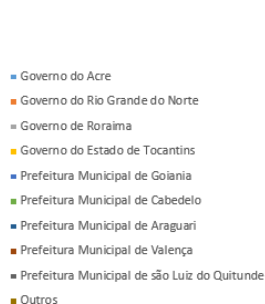 Governo do Acre
Governo do Rio Grande do Norte
Governo de Roraima
Governo do Estado de Tocantins
Prefeitura Municipal de Goiania
Prefeitura Municipal de Cabedelo
Prefeitura Municipal de Araguari
Prefeitura Municipal de Valença
Prefeitura Municipal de são Luiz do Quitunde
Outros